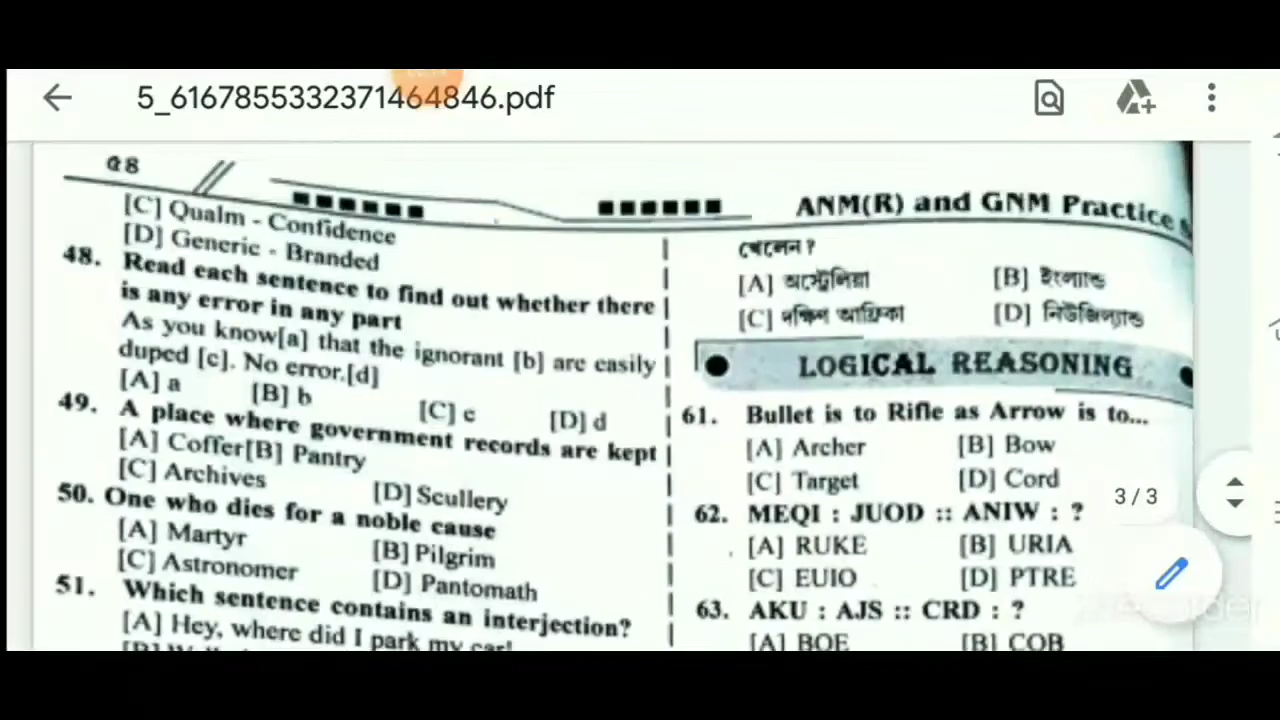 5_6167855332371464846.pdf
৫8
ANM(R) and GNM Practice
[C] Qualm - Confidence
[D] Generic - Branded
48. Read each sentence to find out whether there
is any error in any part
As you know[a] that the ignorant [b] are easily
duped [c]. No error.[d]
[A] a [B] b [C] c [D] d
49. A place where government records are kept
[A] Coffer[B] Pantry
[C] Archives [D] Scullery
50. One who dies for a noble cause
[A] Martyr [B] Pilgrim
[C] Astronomer [D] Pantomath
51. Which sentence contains an interjection?
[A] Hey, where did I park my car!
খেলেন ?
[A] অস্ট্রেলিয়া [B] ইংল্যান্ড
[C] দক্ষিণ আফ্রিকা [D] নিউজিল্যান্ড
LOGICAL REASONING
61. Bullet is to Rifle as Arrow is to...
[A] Archer [B] Bow
[C] Target [D] Cord
62. MEQI : JUOD :: ANIW : ?
[A] RUKE [B] URIA
[C] EUIO [D] PTRE
63. AKU : AJS :: CRD : ?
[A] BOE [B] COB
3 / 3